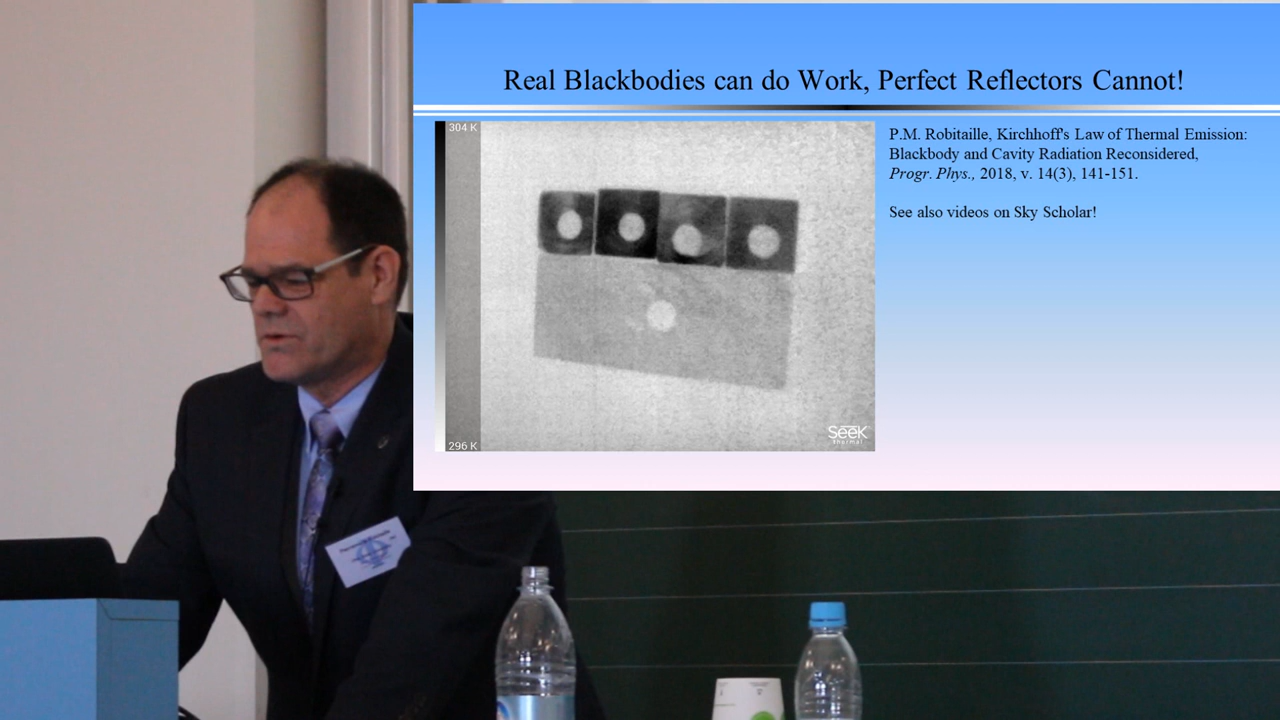 Real Blackbodies can do Work, Perfect Reflectors Cannot!
304 K
296 K
Seek
thermal
P.M. Robitaille, Kirchhoff's Law of Thermal Emission:
Blackbody and Cavity Radiation Reconsidered,
Progr. Phys., 2018, v. 14(3), 141-151.
See also videos on Sky Scholar!